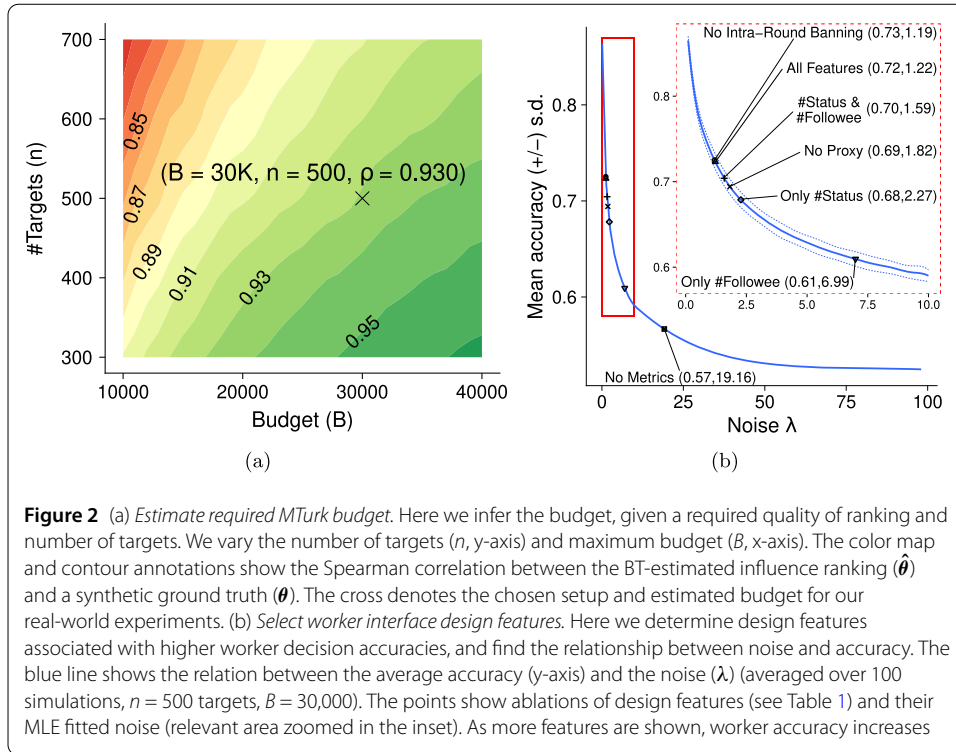 700
600
500
400
300
#Targets (n)
0.85
0.87
0.89
0.91
0.93
0.95
(B = 30K, n = 500, ρ = 0.930)
10000
20000
30000
40000
Budget (B)
(a)
Mean accuracy (+/−) s.d.
0.8
0.7
0.6
No Intra−Round Banning (0.73,1.19)
All Features (0.72,1.22)
#Status &
#Followee (0.70,1.59)
No Proxy (0.69,1.82)
Only #Status (0.68,2.27)
Only #Followee (0.61,6.99)
0.8
0.7
0.6
0.0
2.5
5.0
7.5
10.0
No Metrics (0.57,19.16)
0
25
50
75
100
Noise λ
(b)
Figure 2 (a) Estimate required MTurk budget. Here we infer the budget, given a required quality of ranking and
number of targets. We vary the number of targets (n, y-axis) and maximum budget (B, x-axis). The color map
and contour annotations show the Spearman correlation between the BT-estimated influence ranking (θ̂)
and a synthetic ground truth (θ). The cross denotes the chosen setup and estimated budget for our
real-world experiments. (b) Select worker interface design features. Here we determine design features
associated with higher worker decision accuracies, and find the relationship between noise and accuracy. The
blue line shows the relation between the average accuracy (y-axis) and the noise (λ) (averaged over 100
simulations, n = 500 targets, B = 30,000). The points show ablations of design features (see Table 1) and their
MLE fitted noise (relevant area zoomed in the inset). As more features are shown, worker accuracy increases